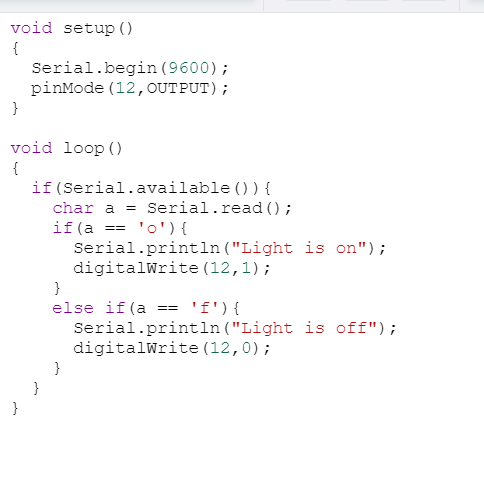 void setup()
{
  Serial.begin(9600);
  pinMode(12,OUTPUT);
}

void loop()
{
  if(Serial.available()){
    char a = Serial.read();
    if(a == 'o'){
      Serial.println("Light is on");
      digitalWrite(12,1);
    }
    else if(a == 'f'){
      Serial.println("Light is off");
      digitalWrite(12,0);
    }
  }
}